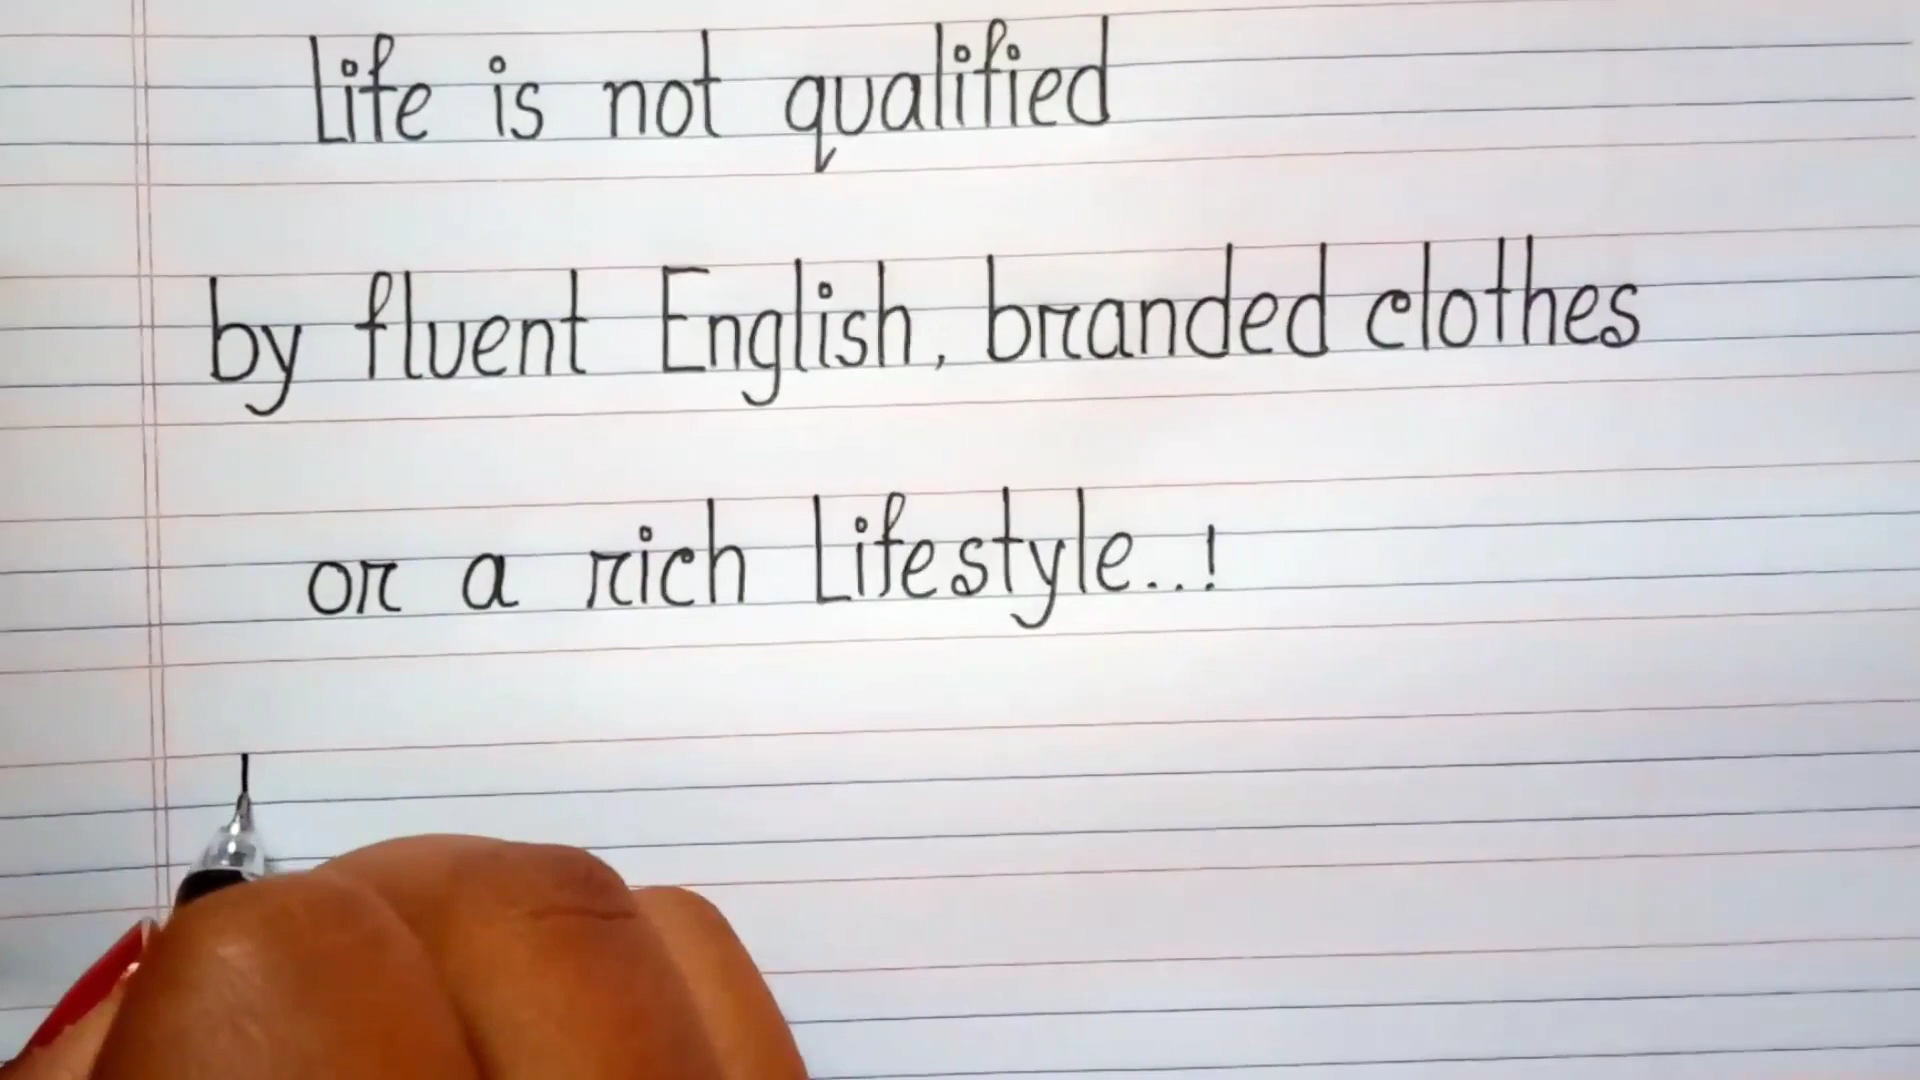 Life is not qualified
by fluent English, branded clothes
or a rich Lifestyle..!